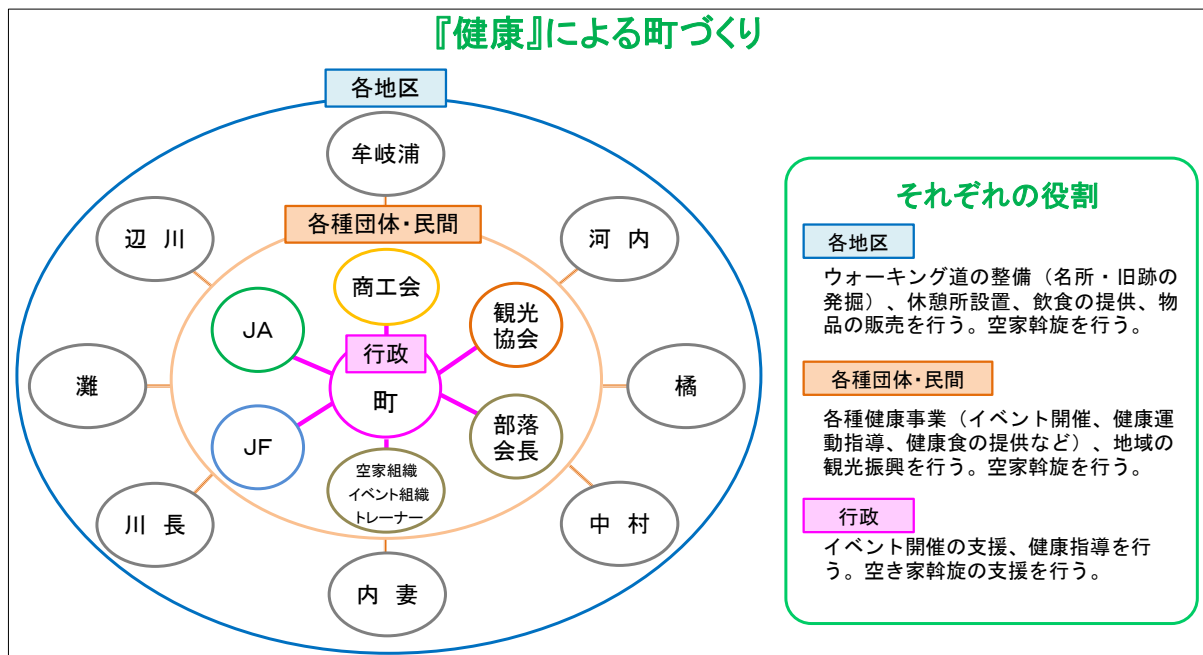 『健康』による町づくり
各地区
牟岐浦
辺 川
河 内
各種団体・民間
商工会
JA
観光
協会
行政
町
灘
橘
JF
部落
会長
空家組織
イベント組織
トレーナー
川 長
中 村
内 妻
それぞれの役割
各地区
ウォーキング道の整備（名所・旧跡の
発掘）、休憩所設置、飲食の提供、物
品の販売を行う。空家斡旋を行う。
各種団体・民間
各種健康事業（イベント開催、健康運
動指導、健康食の提供など）、地域の
観光振興を行う。空家斡旋を行う。
行政
イベント開催の支援、健康指導を行
う。空き家斡旋の支援を行う。